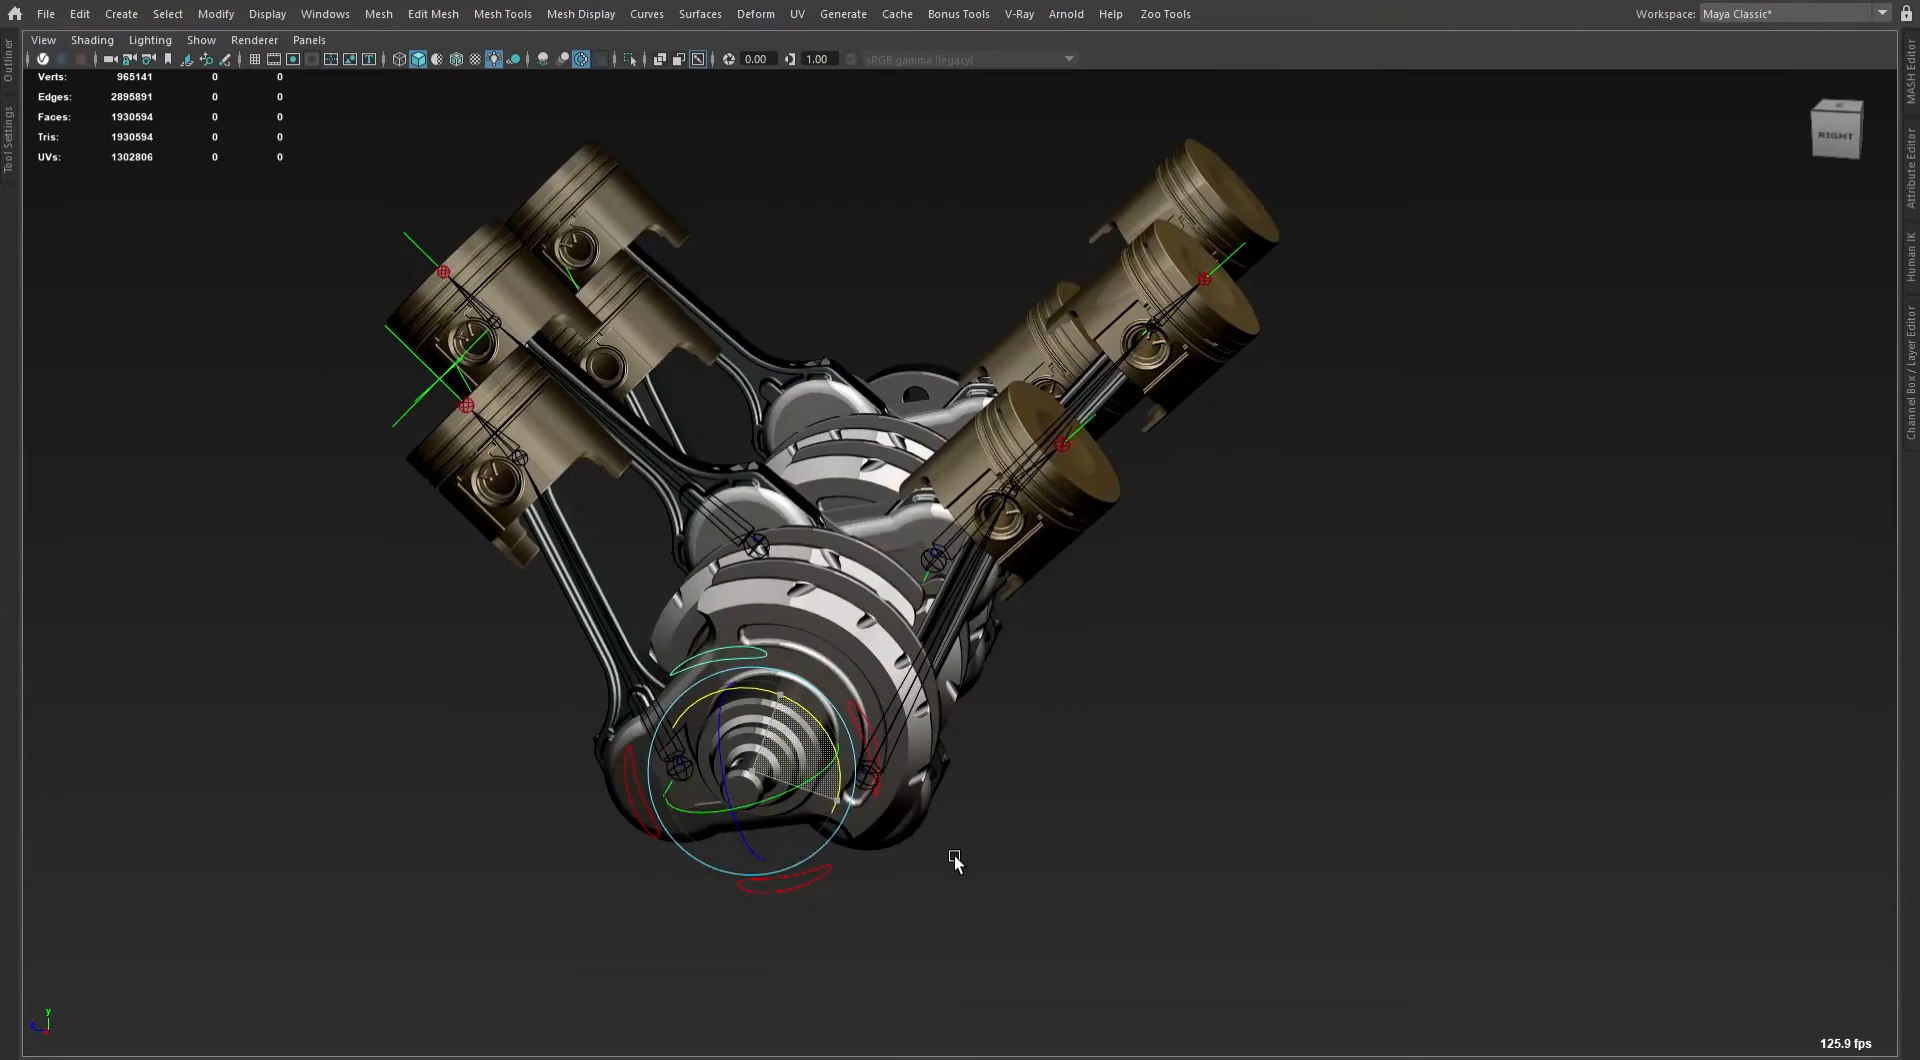 File Edit Create Select Modify Display Windows Mesh Edit Mesh Mesh Tools Mesh Display Curves Surfaces Deform UV Generate Cache Bonus Tools V-Ray Arnold Help Zoo Tools Workspace: Maya Classic*
View Shading Lighting Show Renderer Panels
0.00 1.00 sRGB gamma (legacy)
Verts: 965141 0 0
Edges: 2895891 0 0
Faces: 1930594 0 0
Tris: 1930594 0 0
UVs: 1302806 0 0
Outliner
Tool Settings
RIGHT
MASH Editor
Attribute Editor
Human IK
Channel Box / Layer Editor
y
z
125.9 fps